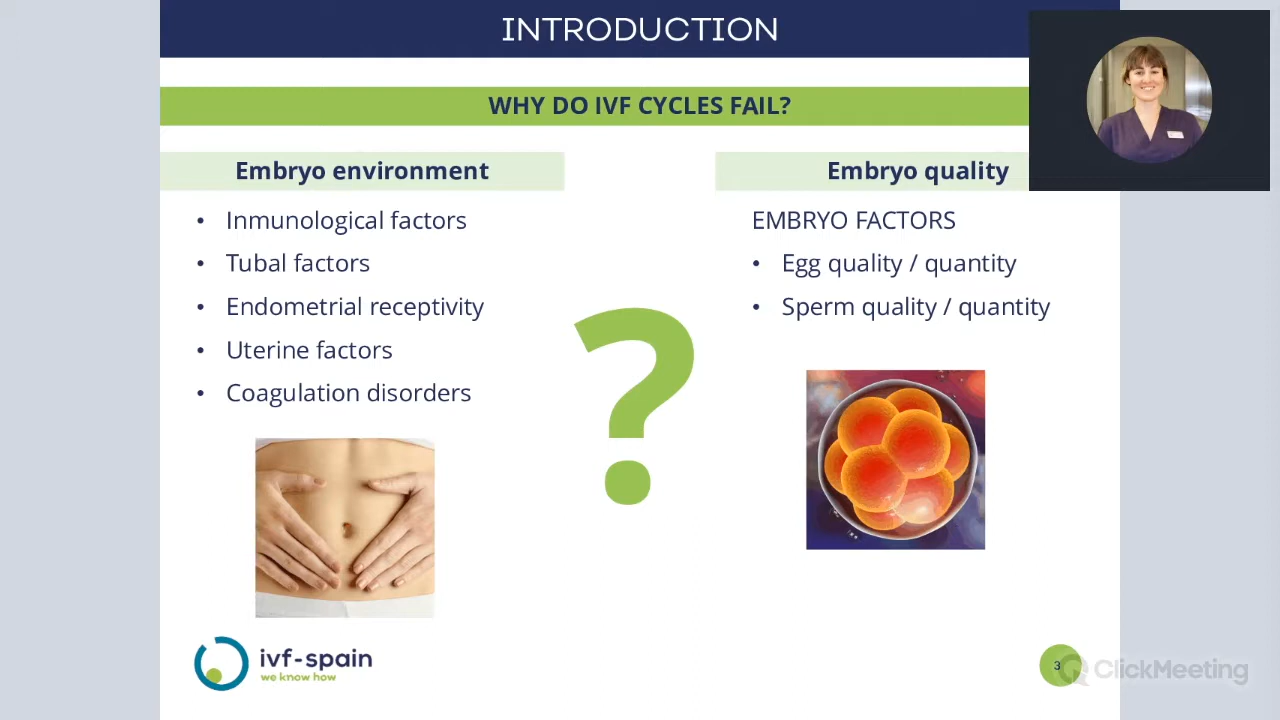 INTRODUCTION
WHY DO IVF CYCLES FAIL?
Embryo environment
• Inmunological factors
• Tubal factors
• Endometrial receptivity
• Uterine factors
• Coagulation disorders
Embryo quality
EMBRYO FACTORS
• Egg quality / quantity
• Sperm quality / quantity
?
ivf-spain
we know how
3
ClickMeeting